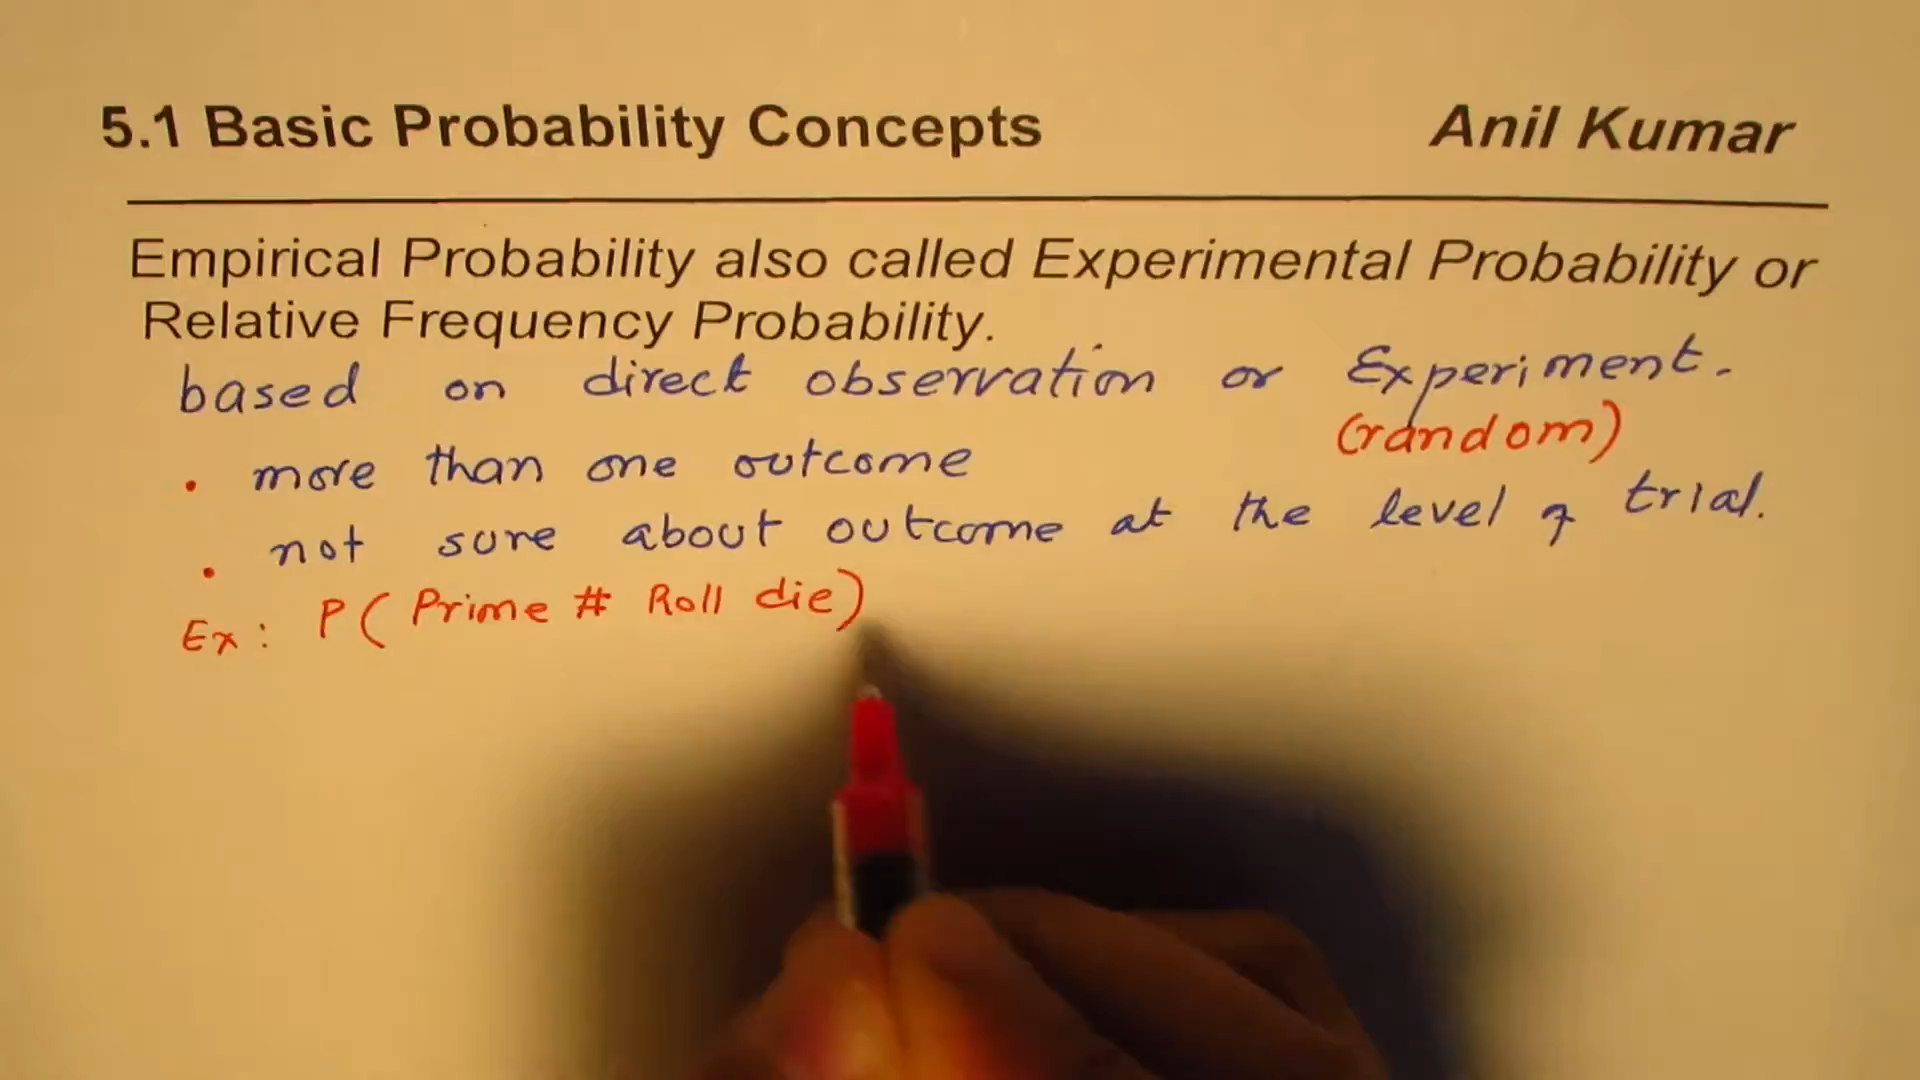 5.1 Basic Probability Concepts Anil Kumar
Empirical Probability also called Experimental Probability or
Relative Frequency Probability.
based on direct observation or Experiment.
(random)
. more than one outcome
. not sure about outcome at the level of trial.
Ex: P( Prime # Roll die)